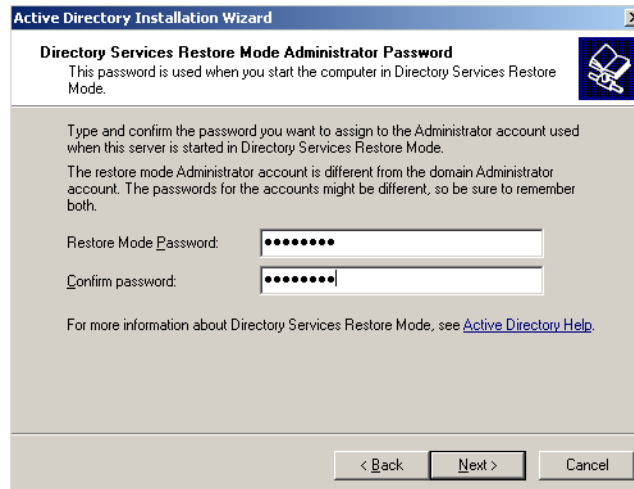 Active Directory Installation Wizard
Directory Services Restore Mode Administrator Password
This password is used when you start the computer in Directory Services Restore
Mode.
Type and confirm the password you want to assign to the Administrator account used
when this server is started in Directory Services Restore Mode.
The restore mode Administrator account is different from the domain Administrator
account. The passwords for the accounts might be different, so be sure to remember
both.
Restore Mode Password: ●●●●●●●●
Confirm password: ●●●●●●●●
For more information about Directory Services Restore Mode, see Active Directory Help.
< Back Next > Cancel